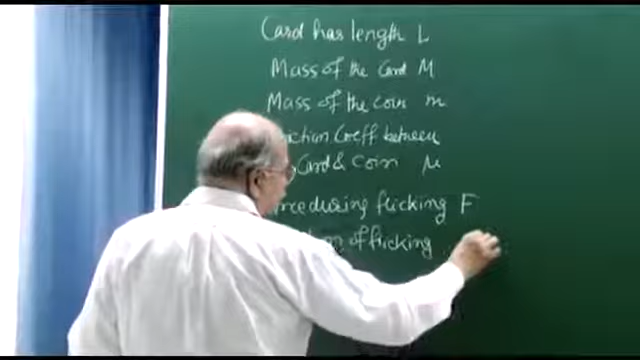 Card has length L
Mass of the Card M
Mass of the coin m
Coeff between
Card & Coin μ
during flicking F
of flicking